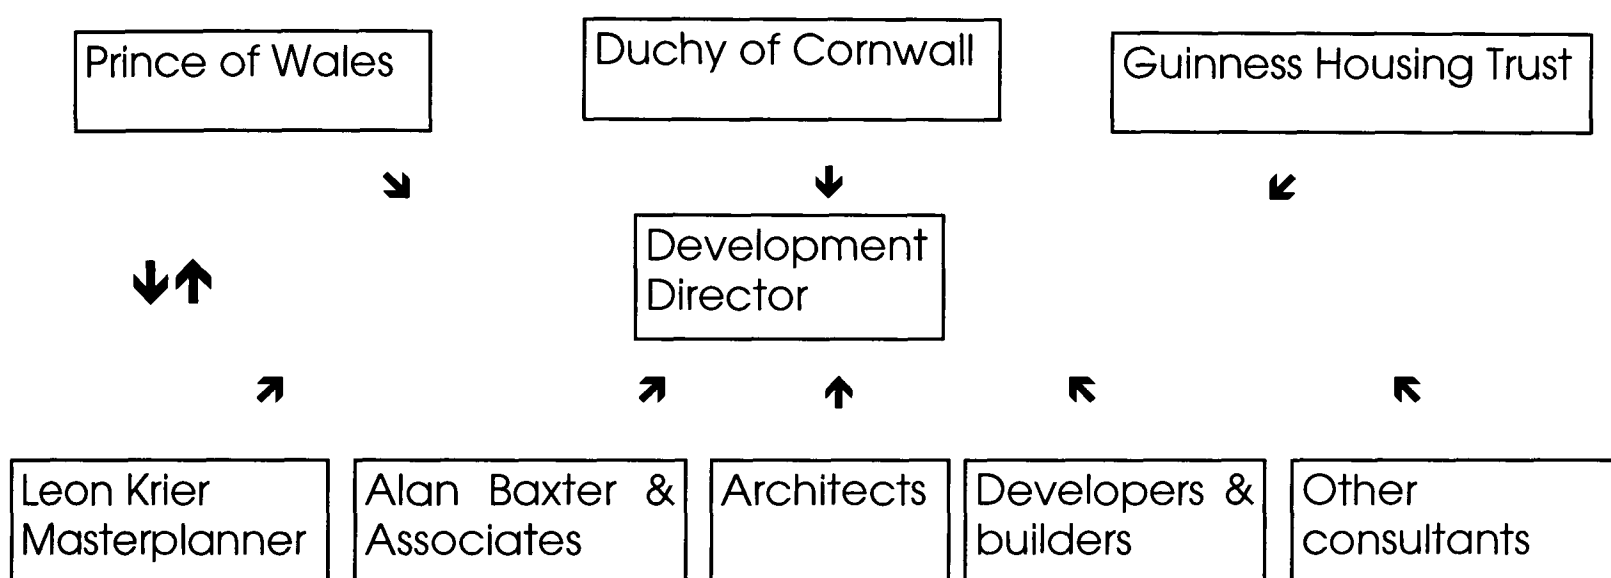 Prince of Wales
Duchy of Cornwall
Guinness Housing Trust
Development
Director
Leon Krier
Masterplanner
Alan Baxter &
Associates
Architects
Developers &
builders
Other
consultants